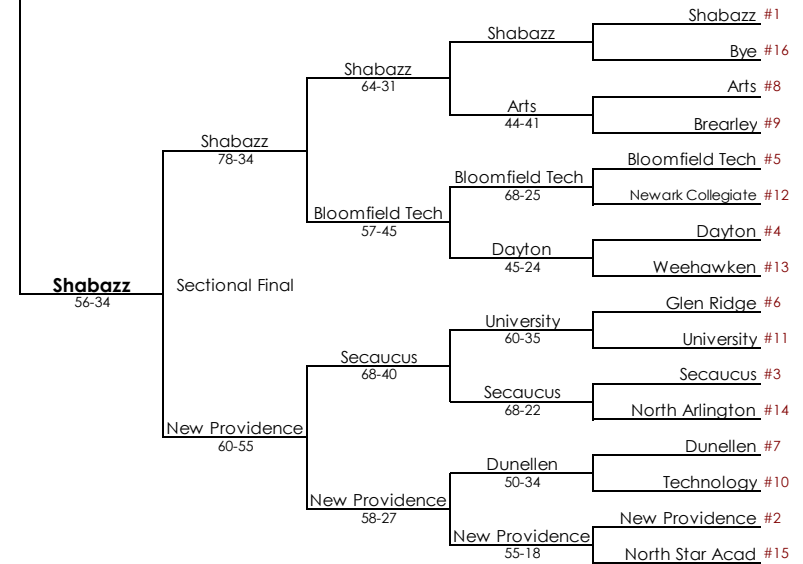 Shabazz #1
Shabazz
Bye #16
Shabazz
64-31
Arts #8
Arts
44-41
Brearley #9
Shabazz
78-34
Bloomfield Tech #5
Bloomfield Tech
68-25
Newark Collegiate #12
Bloomfield Tech
57-45
Dayton #4
Dayton
45-24
Weehawken #13
Shabazz
56-34
Sectional Final
Glen Ridge #6
University
60-35
University #11
Secaucus
68-40
Secaucus #3
Secaucus
68-22
North Arlington #14
New Providence
60-55
Dunellen #7
Dunellen
50-34
Technology #10
New Providence
58-27
New Providence #2
New Providence
55-18
North Star Acad #15